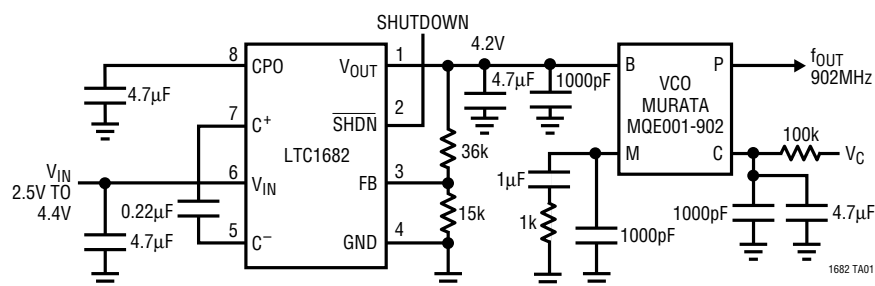 SHUTDOWN
4.2V
8
CPO
VOUT
1
4.7µF
7
C+
SHDN
2
LTC1682
36k
VIN
2.5V TO
4.4V
6
VIN
FB
3
0.22µF
15k
4.7µF
5
C–
GND
4
4.7µF
1000pF
B
P
VCO
MURATA
MQE001-902
M
C
fOUT
902MHz
100k
VC
1µF
1k
1000pF
1000pF
4.7µF
1682 TA01